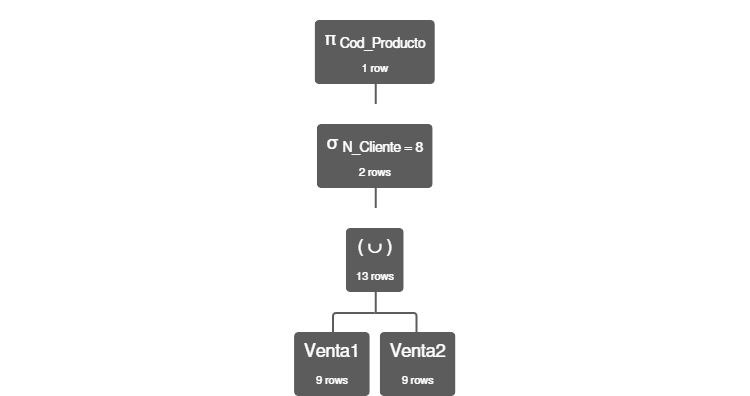 π Cod_Producto
1 row
σ N_Cliente = 8
2 rows
( ∪ )
13 rows
Venta1
9 rows
Venta2
9 rows